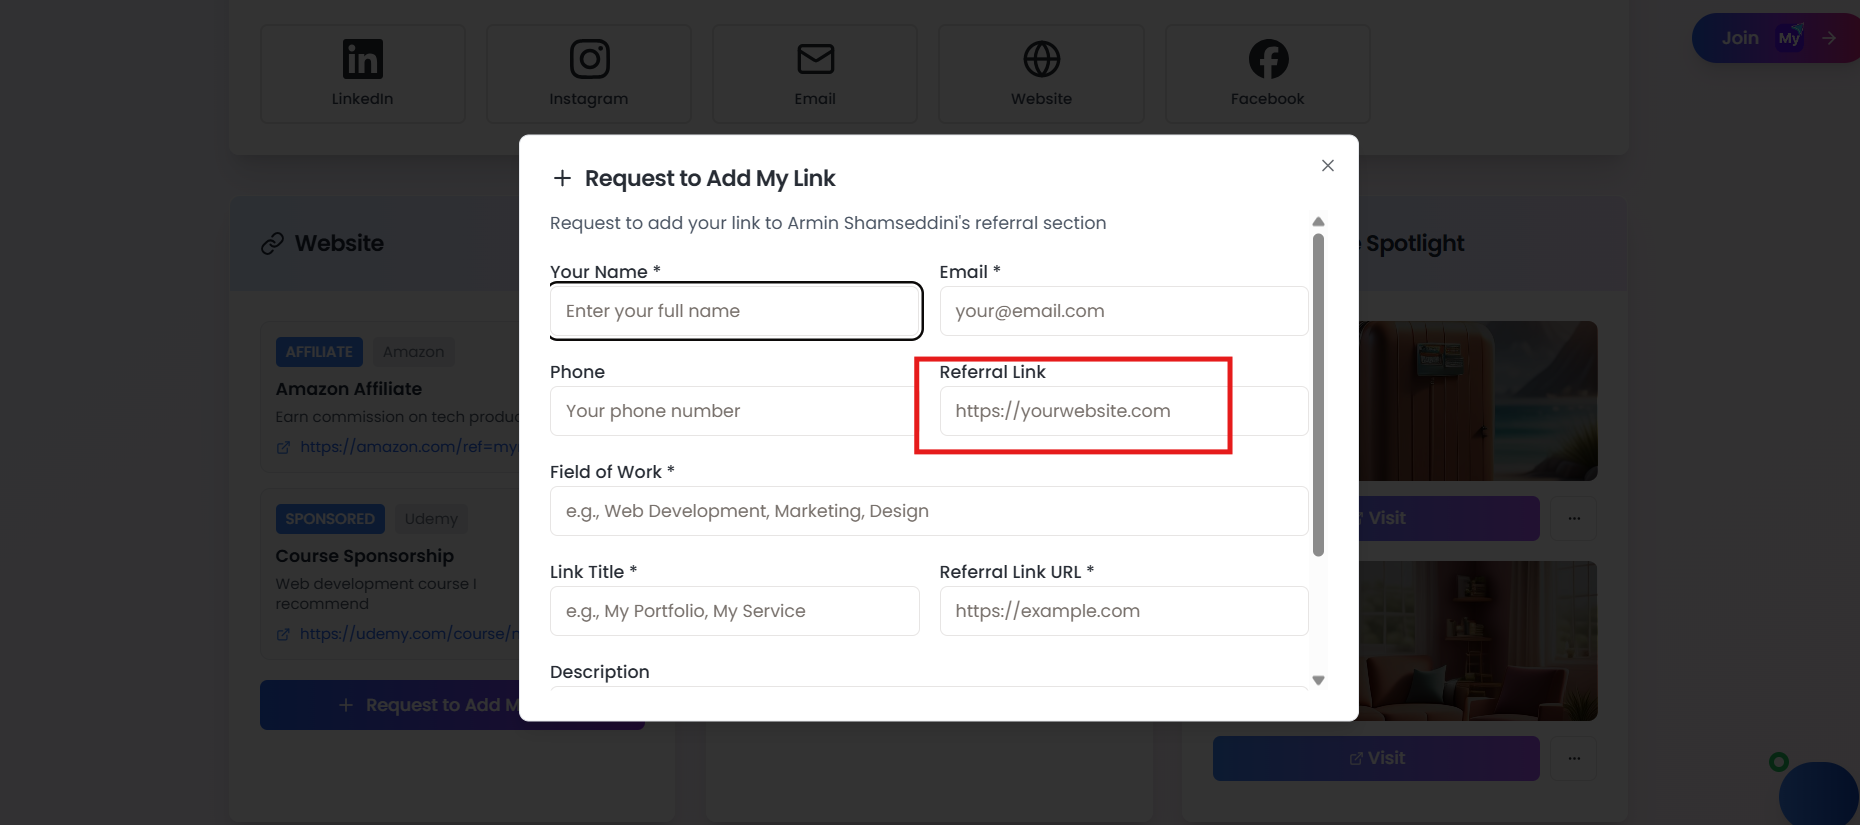 LinkedIn
Instagram
Email
Website
Facebook
Join My
Request to Add My Link
Request to add your link to Armin Shamseddini's referral section
Your Name *
Enter your full name
Email *
your@email.com
Phone
Your phone number
Referral Link
https://yourwebsite.com
Field of Work *
e.g., Web Development, Marketing, Design
Link Title *
e.g., My Portfolio, My Service
Referral Link URL *
https://example.com
Description
Website
AFFILIATE Amazon
Amazon Affiliate
Earn commission on tech produc
https://amazon.com/ref=my
SPONSORED Udemy
Course Sponsorship
Web development course I
recommend
https://udemy.com/course/
Request to Add M
Spotlight
Visit
...
Visit
...